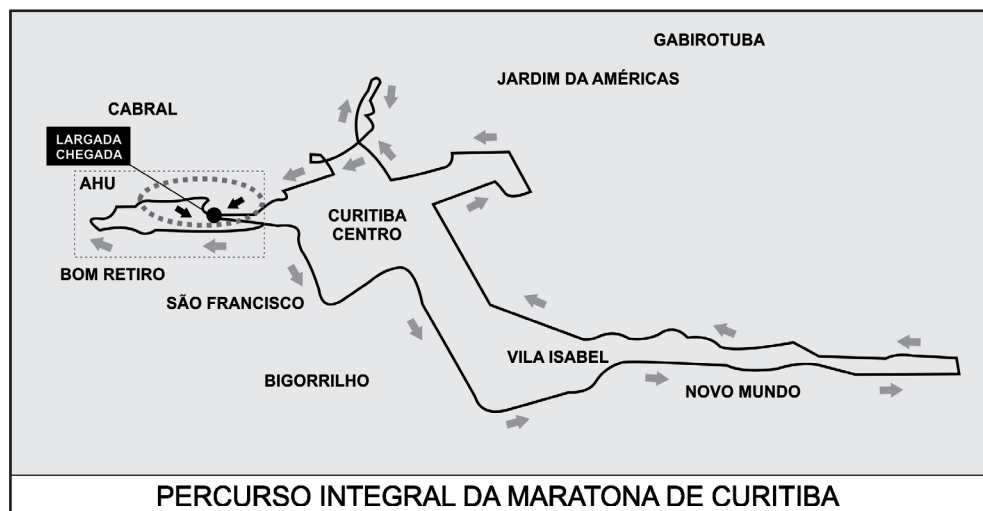 GABIROTUBA
JARDIM DA AMÉRICAS
CABRAL
LARGADA
CHEGADA
AHU
CURITIBA
CENTRO
BOM RETIRO
SÃO FRANCISCO
VILA ISABEL
BIGORRILHO
NOVO MUNDO
PERCURSO INTEGRAL DA MARATONA DE CURITIBA